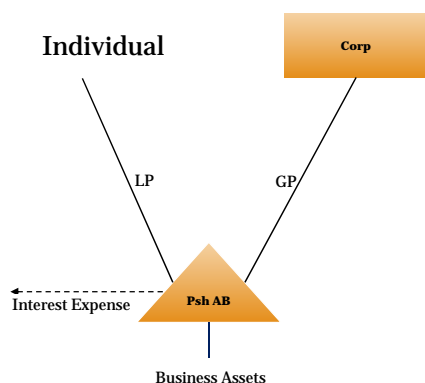 Individual
Corp
LP
GP
Psh AB
Interest Expense
Business Assets